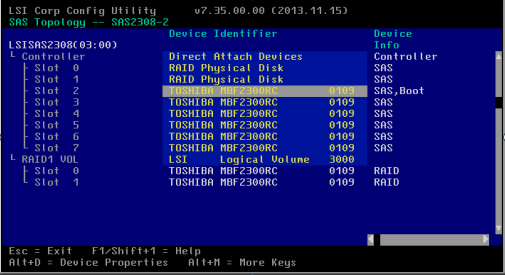 LSI Corp Config Utility v7.35.00.00 (2013.11.15)
SAS Topology -- SAS2308-2
Device Identifier Device
LSISAS2308(03:00) Info
Controller Direct Attach Devices Controller
Slot 0 RAID Physical Disk SAS
Slot 1 RAID Physical Disk SAS
Slot 2 TOSHIBA MBF2300RC 0109 SAS,Boot
Slot 3 TOSHIBA MBF2300RC 0109 SAS
Slot 4 TOSHIBA MBF2300RC 0109 SAS
Slot 5 TOSHIBA MBF2300RC 0109 SAS
Slot 6 TOSHIBA MBF2300RC 0109 SAS
Slot 7 TOSHIBA MBF2300RC 0109 SAS
RAID1 VOL LSI Logical Volume 3000
Slot 0 TOSHIBA MBF2300RC 0109 RAID
Slot 1 TOSHIBA MBF2300RC 0109 RAID
Esc = Exit F1/Shift+1 = Help
Alt+D = Device Properties Alt+M = More Keys